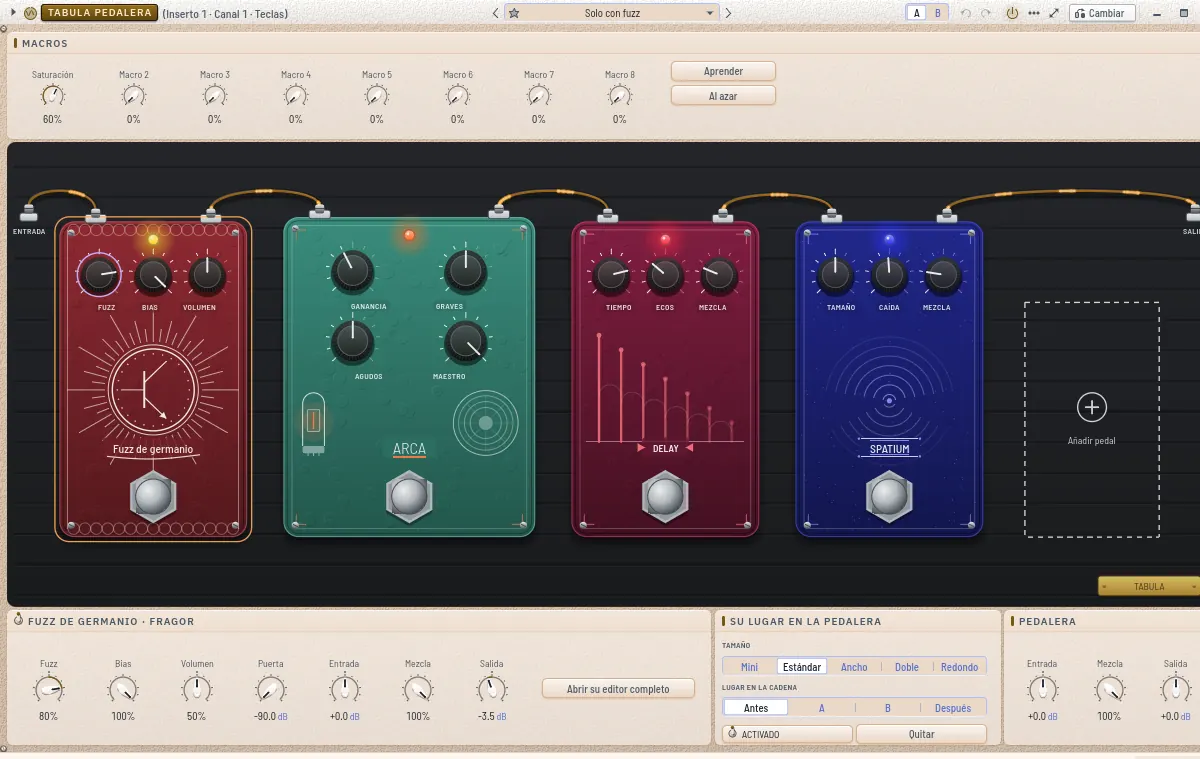 TABULA PEDALERA (Inserto 1 · Canal 1 · Teclas) Solo con fuzz A B Cambiar
MACROS
Saturación Macro 2 Macro 3 Macro 4 Macro 5 Macro 6 Macro 7 Macro 8 Aprender
60% 0% 0% 0% 0% 0% 0% 0% Al azar
ENTRADA
FUZZ BIAS VOLUMEN
Fuzz de germanio
GANANCIA GRAVES
AGUDOS MAESTRO
ARCA
TIEMPO ECOS MEZCLA
DELAY
TAMAÑO CAÍDA MEZCLA
SPATIUM
Añadir pedal
TABULA
FUZZ DE GERMANIO · FRAGOR
Fuzz Bias Volumen Puerta Entrada Mezcla Salida
80% 100% 50% -90.0 dB +0.0 dB 100% -3.5 dB
Abrir su editor completo
SU LUGAR EN LA PEDALERA
TAMAÑO
Mini Estándar Ancho Doble Redondo
LUGAR EN LA CADENA
Antes A B Después
ACTIVADO Quitar
PEDALERA
Entrada Mezcla Salida
+0.0 dB 100% +0.0 dB